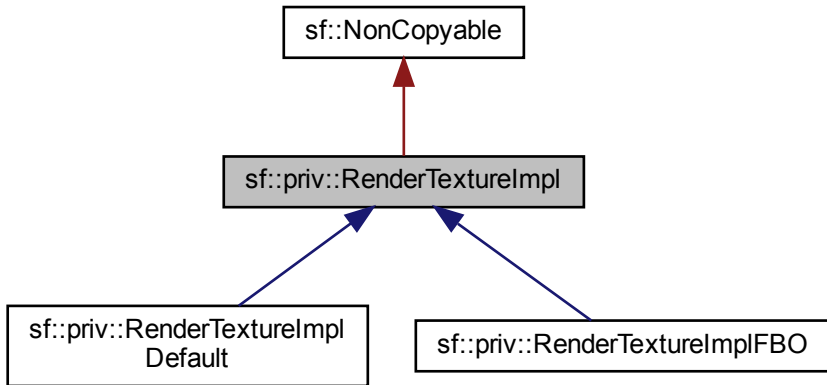 sf::NonCopyable
sf::priv::RenderTextureImpl
sf::priv::RenderTextureImpl
Default
sf::priv::RenderTextureImplFBO